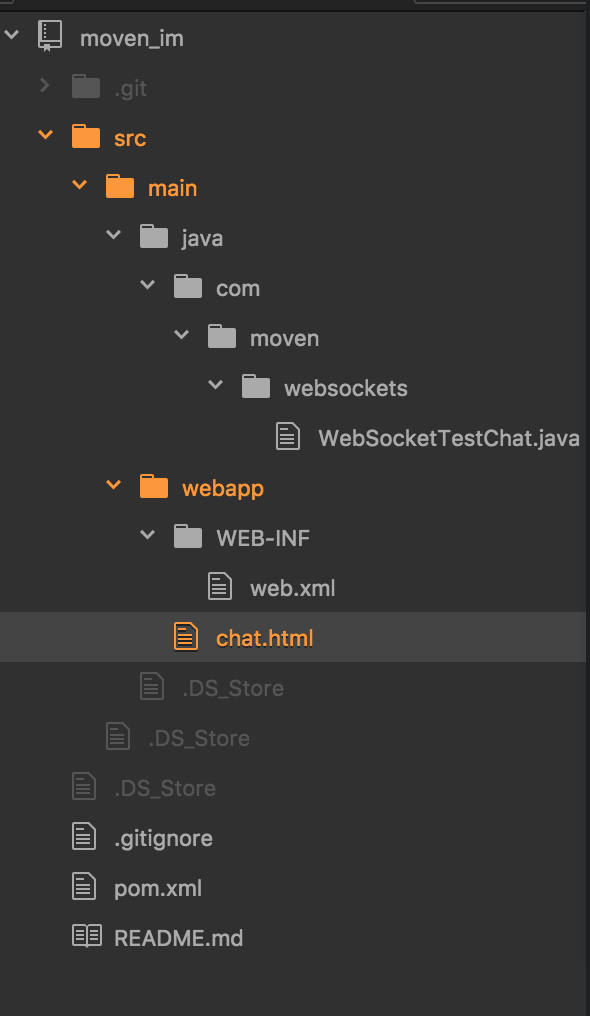 moven_im
.git
src
main
java
com
moven
websockets
WebSocketTestChat.java
webapp
WEB-INF
web.xml
chat.html
.DS_Store
.DS_Store
.DS_Store
.gitignore
pom.xml
README.md